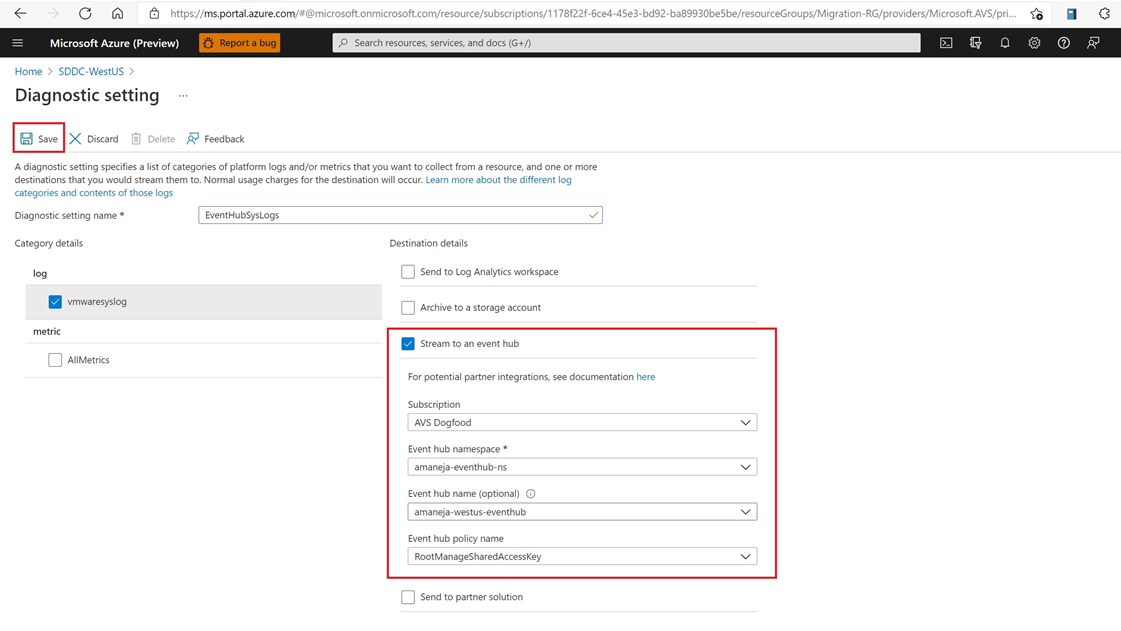 https://ms.portal.azure.com/#@microsoft.onmicrosoft.com/resource/subscriptions/1178f22f-6ce4-45e3-bd92-ba89930be5be/resourceGroups/Migration-RG/providers/Microsoft.AVS/pri...
Microsoft Azure (Preview)
Report a bug
Search resources, services, and docs (G+/)
Home > SDDC-WestUS >
Diagnostic setting ...
Save
Discard
Delete
Feedback
A diagnostic setting specifies a list of categories of platform logs and/or metrics that you want to collect from a resource, and one or more
destinations that you would stream them to. Normal usage charges for the destination will occur. Learn more about the different log
categories and contents of those logs
Diagnostic setting name *
EventHubSysLogs
Category details
log
vmwaresyslog
metric
AllMetrics
Destination details
Send to Log Analytics workspace
Archive to a storage account
Stream to an event hub
For potential partner integrations, see documentation here
Subscription
AVS Dogfood
Event hub namespace *
amaneja-eventhub-ns
Event hub name (optional)
amaneja-westus-eventhub
Event hub policy name
RootManageSharedAccessKey
Send to partner solution